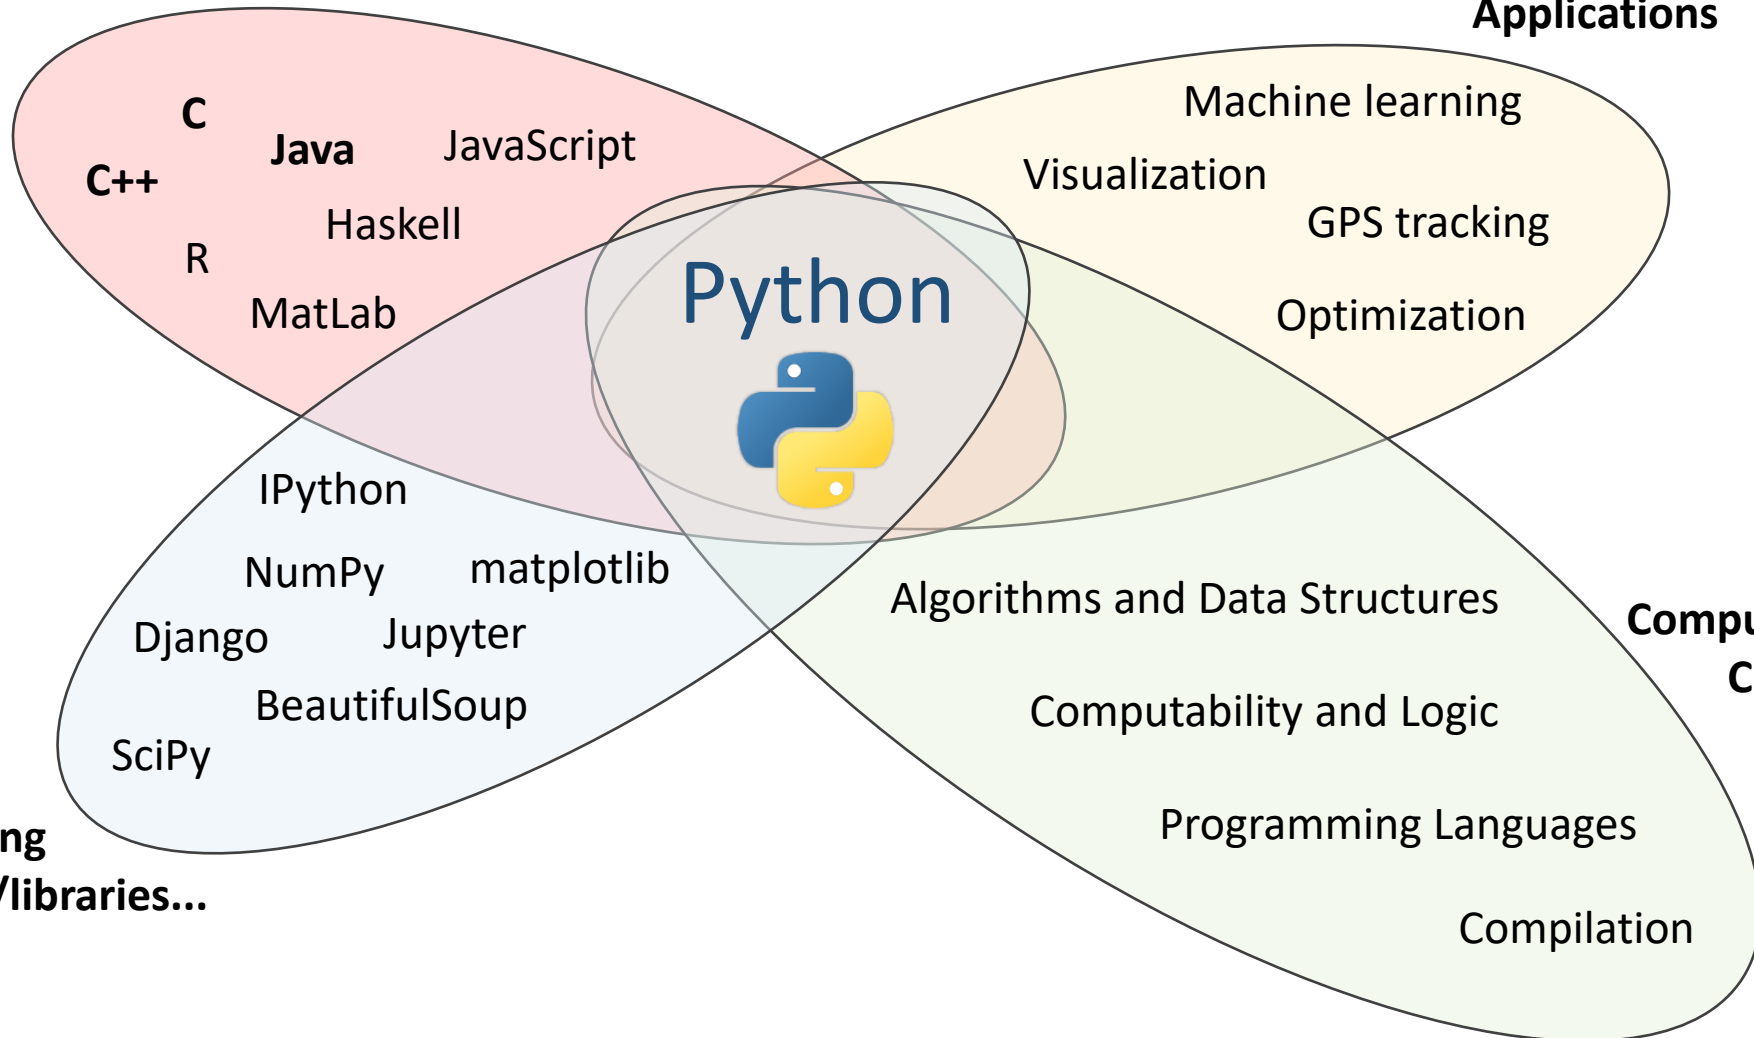 Applications
C
Java
JavaScript
C++
Haskell
R
MatLab
Machine learning
Visualization
GPS tracking
Optimization
Python
IPython
NumPy
matplotlib
Django
Jupyter
BeautifulSoup
SciPy
ng
/libraries...
Algorithms and Data Structures
Computability and Logic
Programming Languages
Compilation
Compu
C